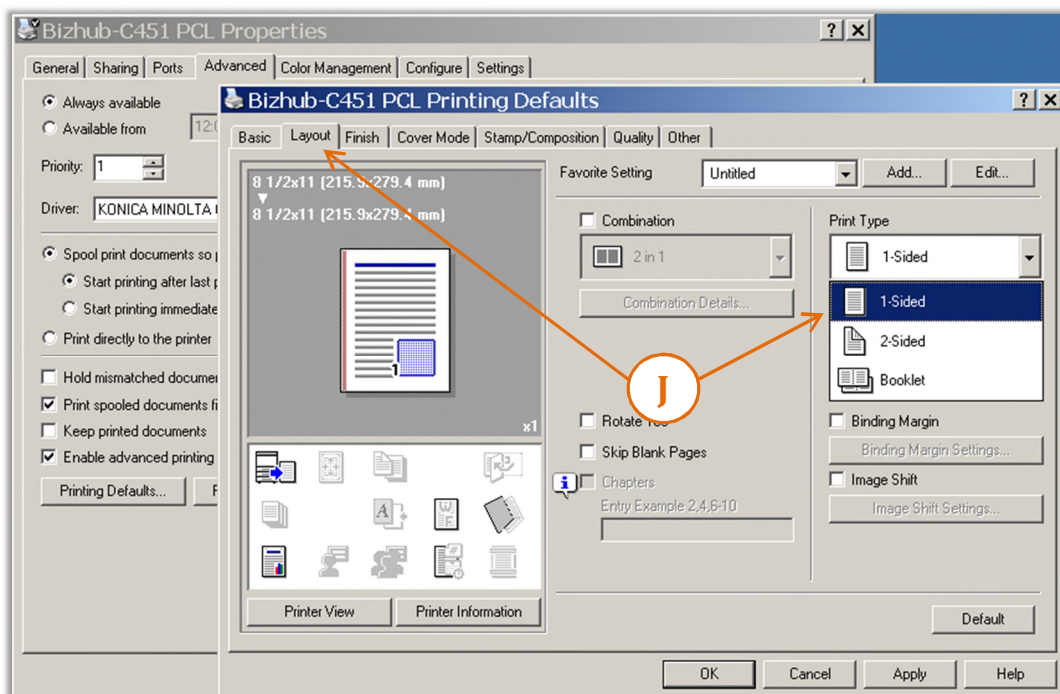 Bizhub-C451 PCL Properties
General Sharing Ports Advanced Color Management Configure Settings
Always available
Available from 12:0
Priority: 1
Driver: KONICA MINOLTA
Spool print documents so
Start printing after last p
Start printing immediate
Print directly to the printer
Hold mismatched documer
Print spooled documents fi
Keep printed documents
Enable advanced printing
Printing Defaults...
Bizhub-C451 PCL Printing Defaults
Basic Layout Finish Cover Mode Stamp/Composition Quality Other
8 1/2x11 (215.9x279.4 mm)
8 1/2x11 (215.9x279.4 mm)
1
x1
Printer View Printer Information
Favorite Setting Untitled Add... Edit...
Combination
2 in 1
Combination Details...
J
Rotate
Skip Blank Pages
Chapters
Entry Example 2,4,6-10
Print Type
1-Sided
1-Sided
2-Sided
Booklet
Binding Margin
Binding Margin Settings...
Image Shift
Image Shift Settings...
Default
OK Cancel Apply Help